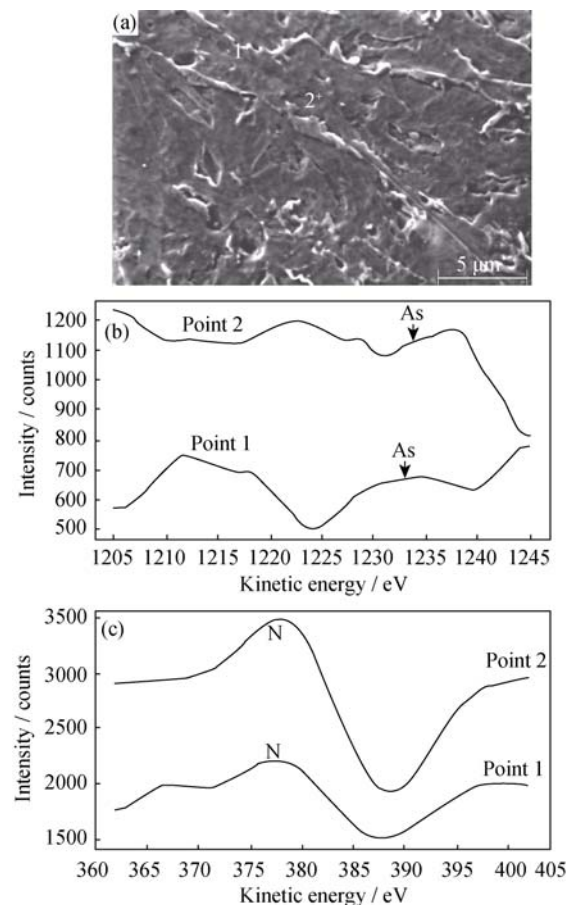 (a)
1
2+
5 μm
(b)
Intensity / counts
1200
1100
1000
900
800
700
600
500
Point 2
As
Point 1
As
1205 1210 1215 1220 1225 1230 1235 1240 1245
Kinetic energy / eV
(c)
Intensity / counts
3500
3000
2500
2000
1500
N
Point 2
N
Point 1
360 365 370 375 380 385 390 395 400 405
Kinetic energy / eV